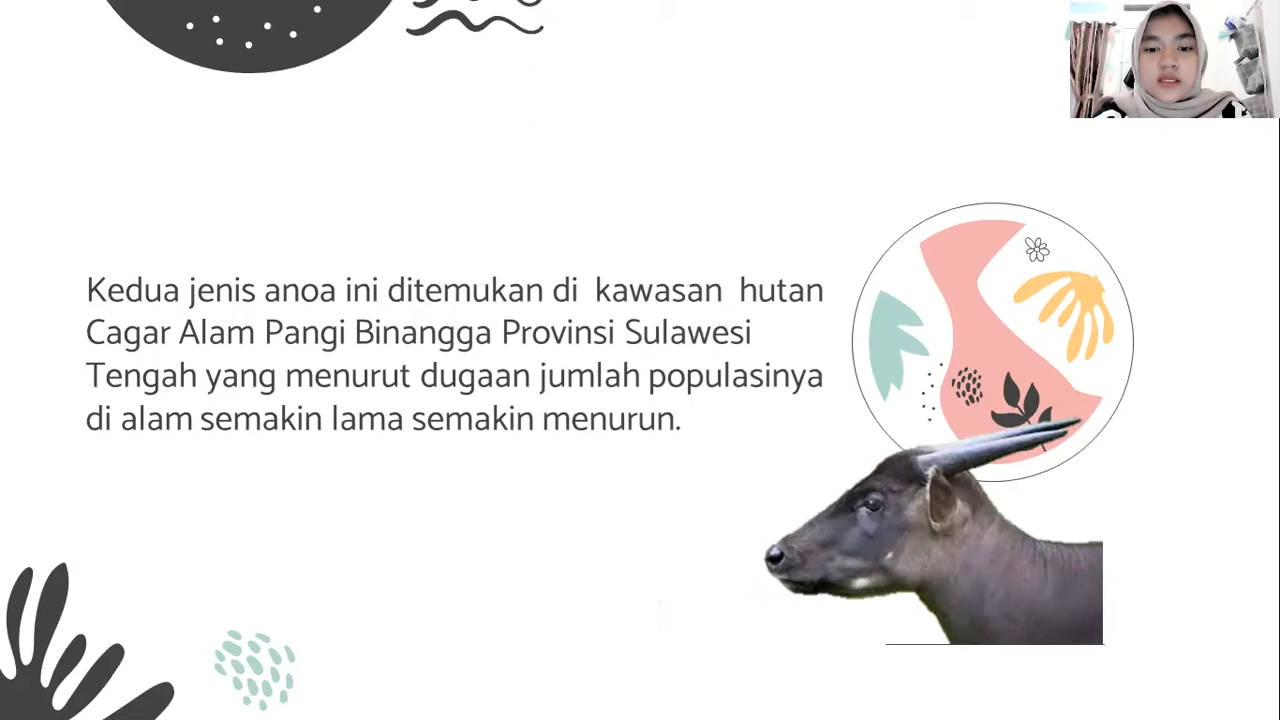 Kedua jenis anoa ini ditemukan di kawasan hutan
Cagar Alam Pangi Binangga Provinsi Sulawesi
Tengah yang menurut dugaan jumlah populasinya
di alam semakin lama semakin menurun.